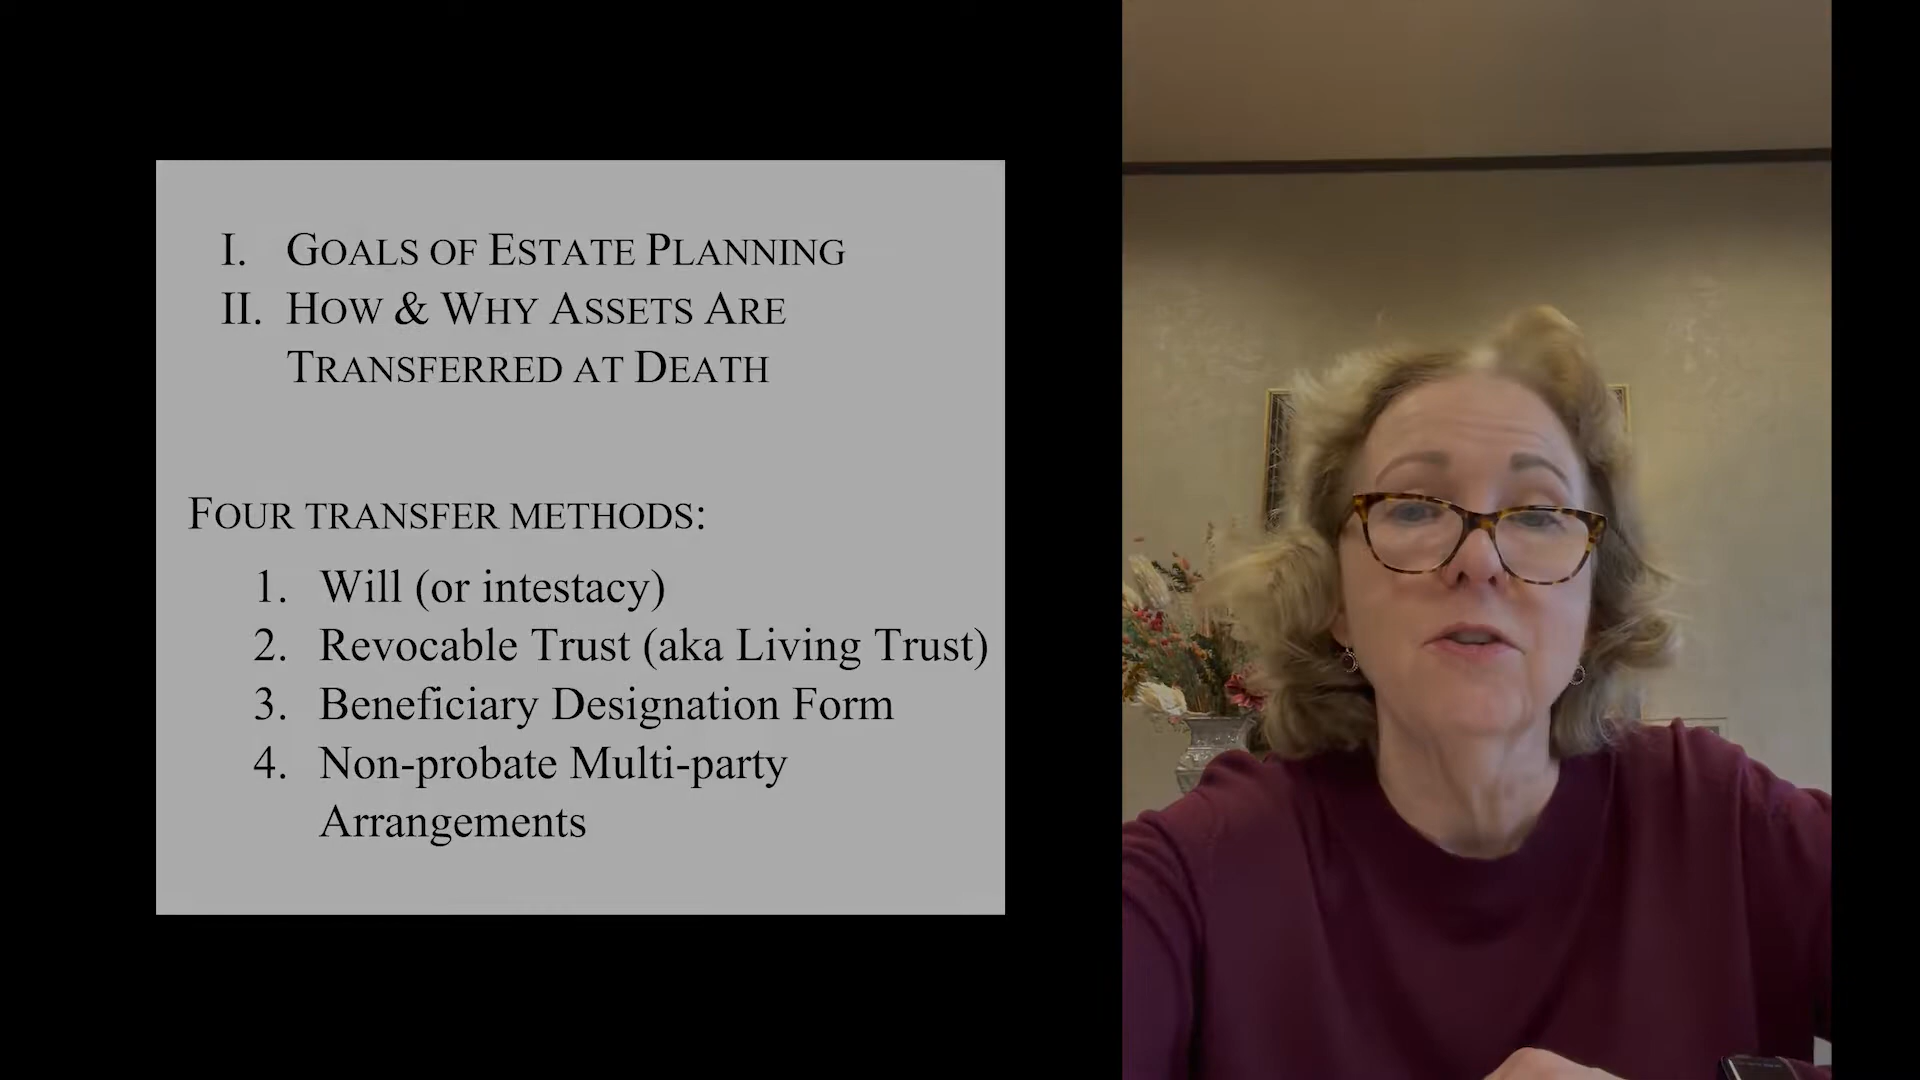 I. GOALS OF ESTATE PLANNING
II. HOW & WHY ASSETS ARE
TRANSFERRED AT DEATH
FOUR TRANSFER METHODS:
1. Will (or intestacy)
2. Revocable Trust (aka Living Trust)
3. Beneficiary Designation Form
4. Non-probate Multi-party
Arrangements